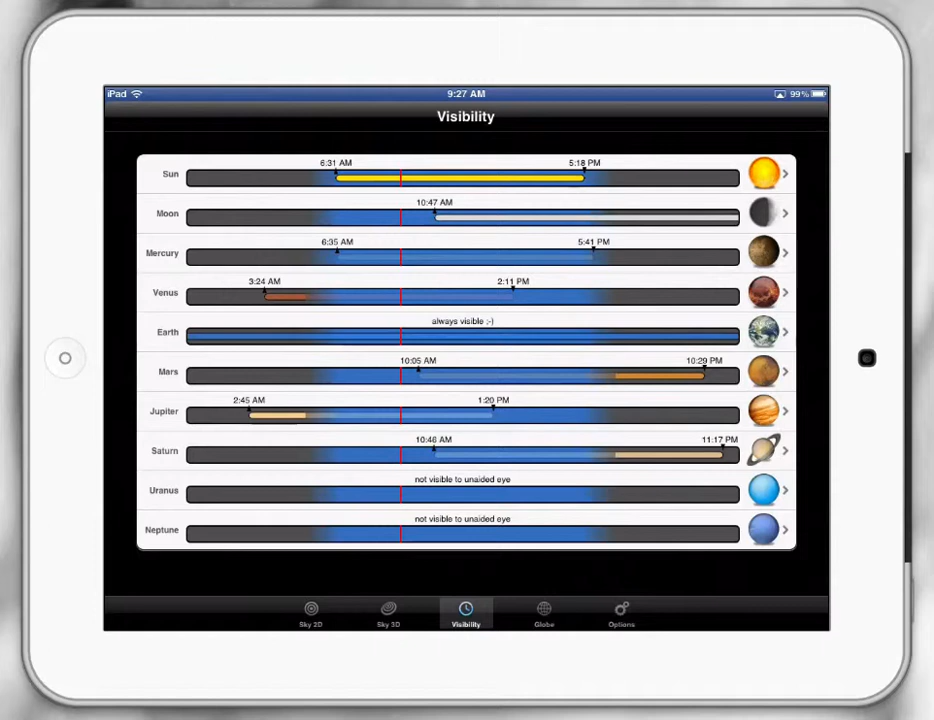 iPad 9:27 AM 99%
Visibility
6:31 AM 5:18 PM
Sun
10:47 AM
Moon
6:35 AM 5:41 PM
Mercury
3:24 AM 2:11 PM
Venus
always visible ;-)
Earth
10:05 AM 10:29 PM
Mars
2:45 AM 1:20 PM
Jupiter
10:46 AM 11:17 PM
Saturn
not visible to unaided eye
Uranus
not visible to unaided eye
Neptune
Sky 2D Sky 3D Visibility Globe Options